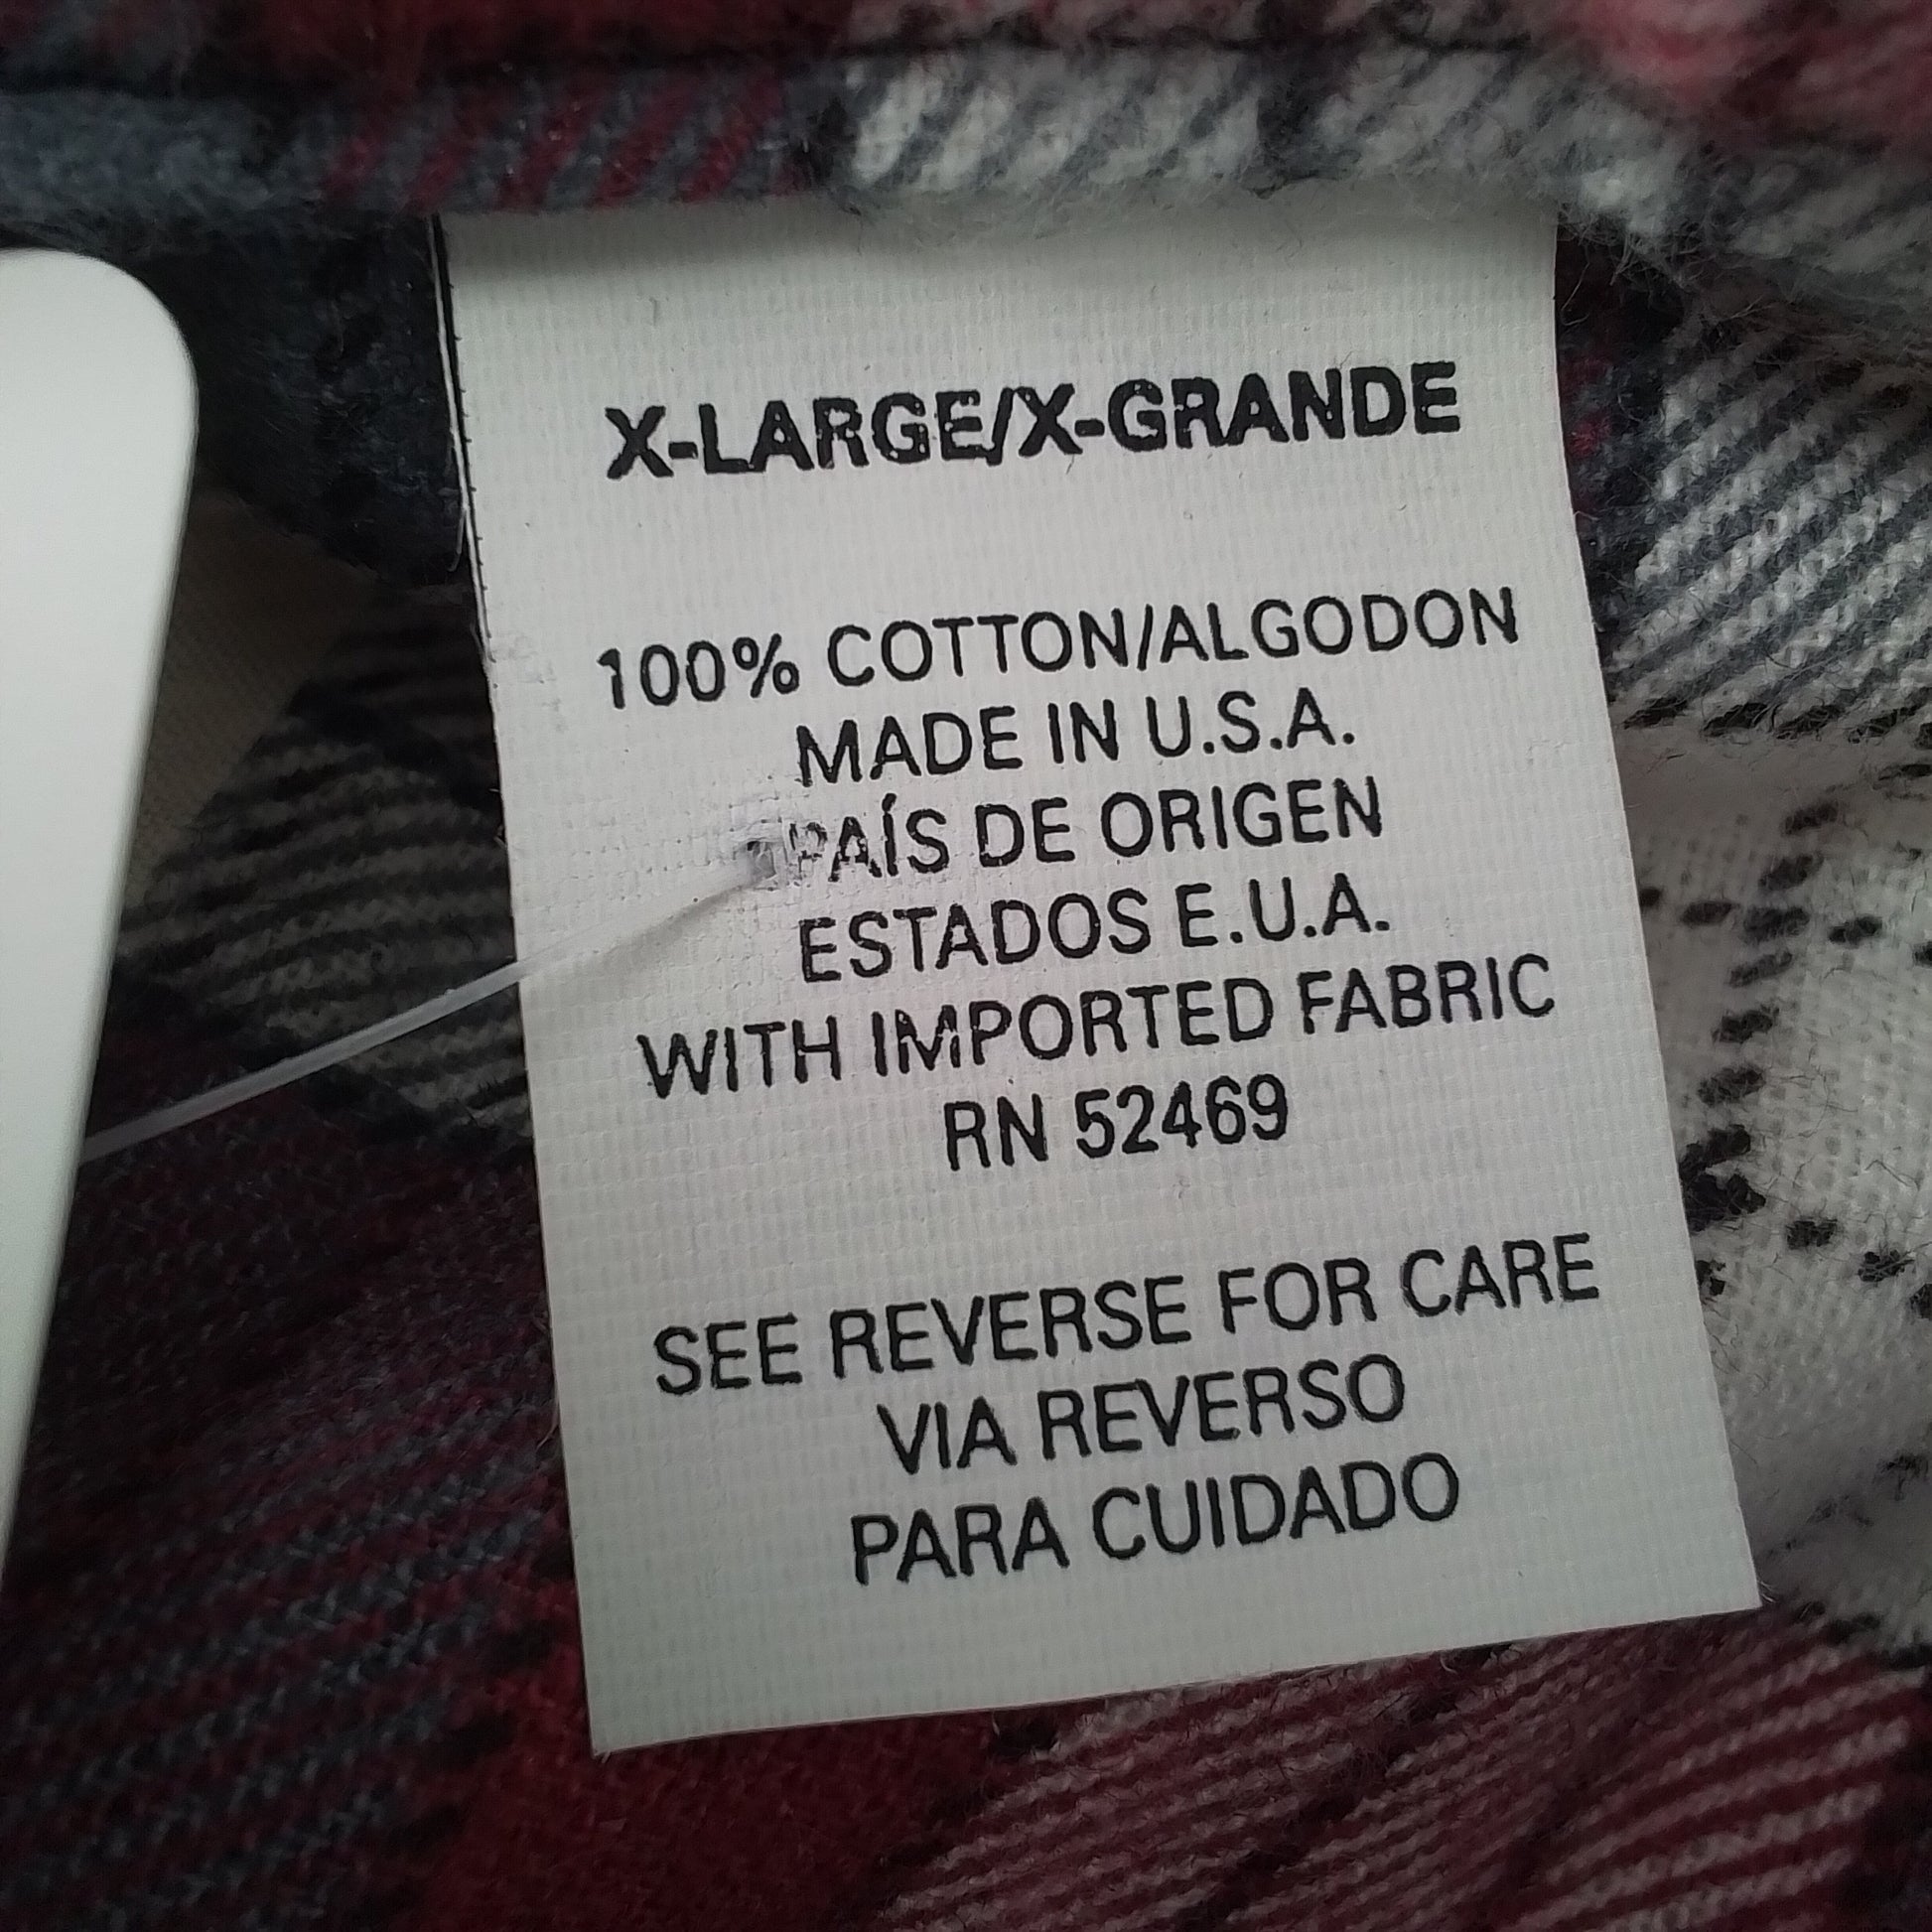 X-LARGE/X-GRANDE
100% COTTON/ALGODON
MADE IN U.S.A.
PAÍS DE ORIGEN
ESTADOS E.U.A.
WITH IMPORTED FABRIC
RN 52469
SEE REVERSE FOR CARE
VIA REVERSO
PARA CUIDADO